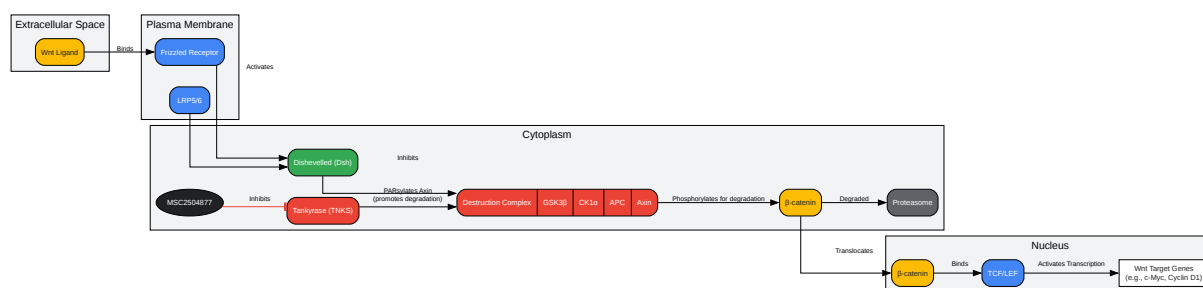 Extracellular Space
Wnt Ligand
Binds
Plasma Membrane
Frizzled Receptor
LRP5/6
Activates
Cytoplasm
Dishevelled (Dsh)
Inhibits
MSC2504877
Inhibits
Tankyrase (TNKS)
PARsylates Axin
(promotes degradation)
Destruction Complex
GSK3β
CK1α
APC
Axin
Phosphorylates for degradation
β-catenin
Degraded
Proteasome
Translocates
Nucleus
β-catenin
Binds
TCF/LEF
Activates Transcription
Wnt Target Genes
(e.g., c-Myc, Cyclin D1)